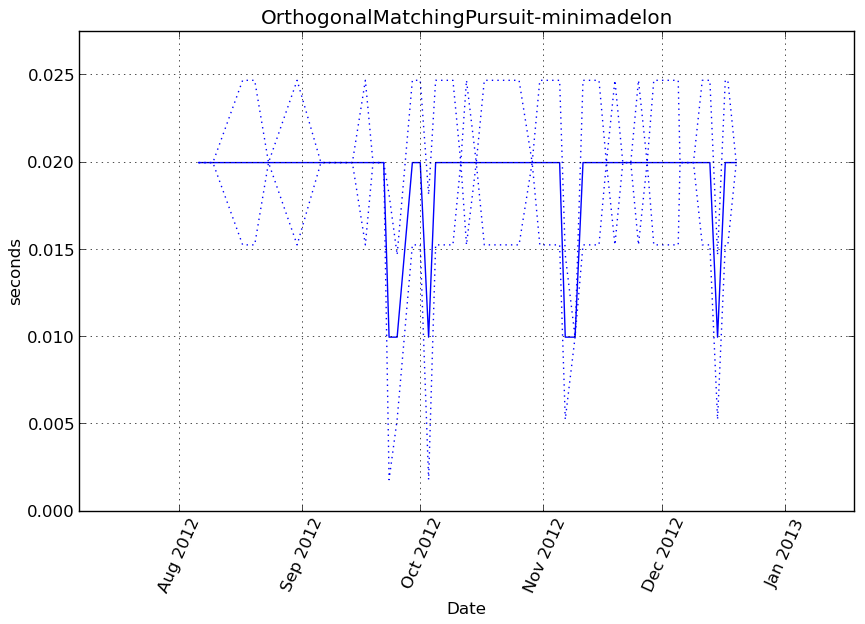 OrthogonalMatchingPursuit-minimadelon
0.025
0.020
0.015
0.010
0.005
0.000
seconds
Aug 2012
Sep 2012
Oct 2012
Nov 2012
Dec 2012
Jan 2013
Date